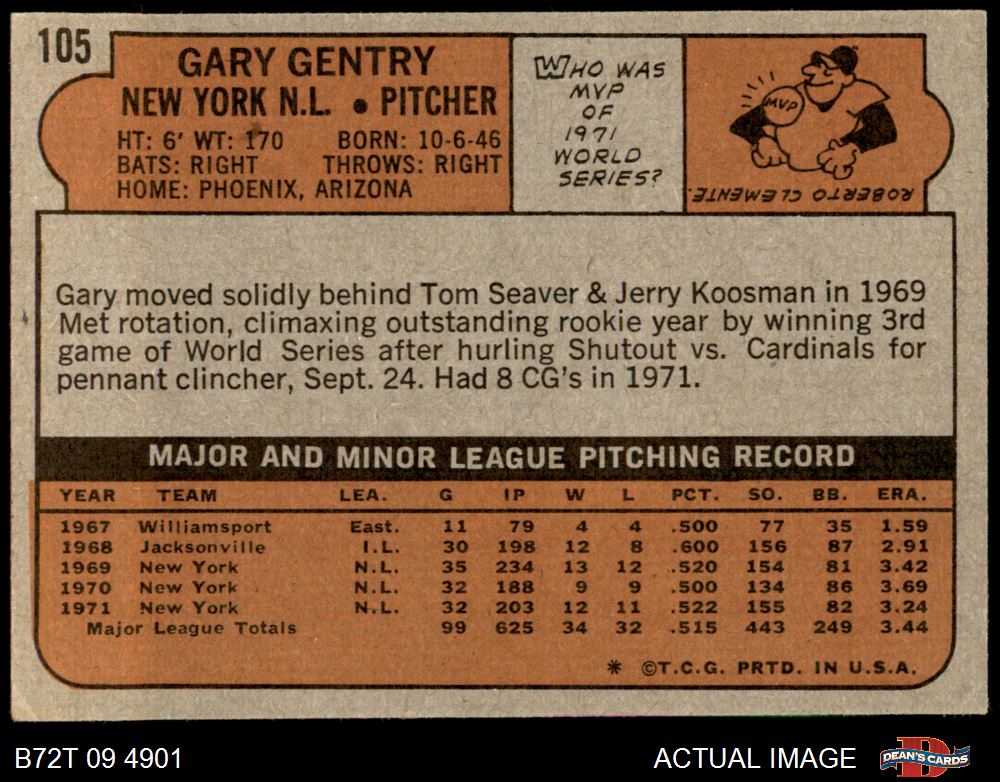 105
GARY GENTRY
NEW YORK N.L. • PITCHER
HT: 6' WT: 170 BORN: 10-6-46
BATS: RIGHT THROWS: RIGHT
HOME: PHOENIX, ARIZONA
WHO WAS
MVP
OF
1971
WORLD
SERIES?
MVP
ROBERTO CLEMENTE.
Gary moved solidly behind Tom Seaver & Jerry Koosman in 1969
Met rotation, climaxing outstanding rookie year by winning 3rd
game of World Series after hurling Shutout vs. Cardinals for
pennant clincher, Sept. 24. Had 8 CG's in 1971.
MAJOR AND MINOR LEAGUE PITCHING RECORD
YEAR TEAM LEA. G IP W L PCT. SO. BB. ERA.
1967 Williamsport East. 11 79 4 4 .500 77 35 1.59
1968 Jacksonville I.L. 30 198 12 8 .600 156 87 2.91
1969 New York N.L. 35 234 13 12 .520 154 81 3.42
1970 New York N.L. 32 188 9 9 .500 134 86 3.69
1971 New York N.L. 32 203 12 11 .522 155 82 3.24
Major League Totals 99 625 34 32 .515 443 249 3.44
* ©T.C.G. PRTD. IN U.S.A.
B72T 09 4901
ACTUAL IMAGE
D
DEAN'S CARDS